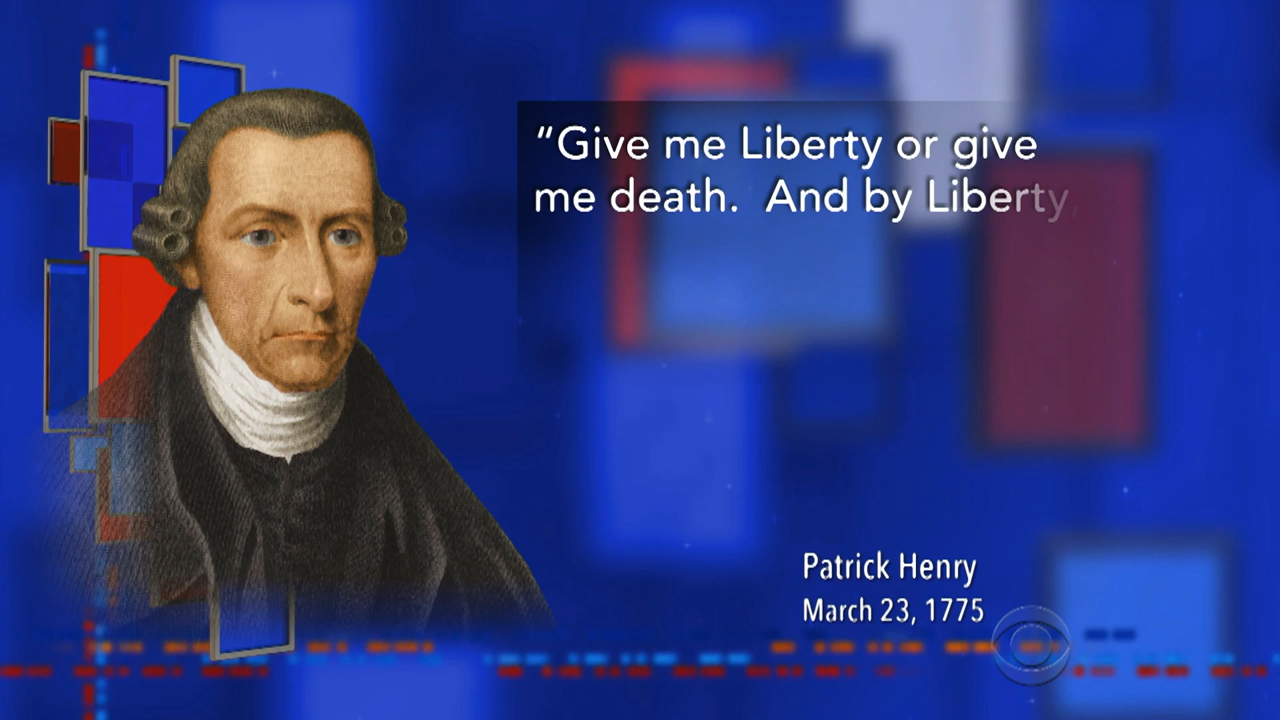 “Give me Liberty or give
me death.  And by Liberty
Patrick Henry
March 23, 1775